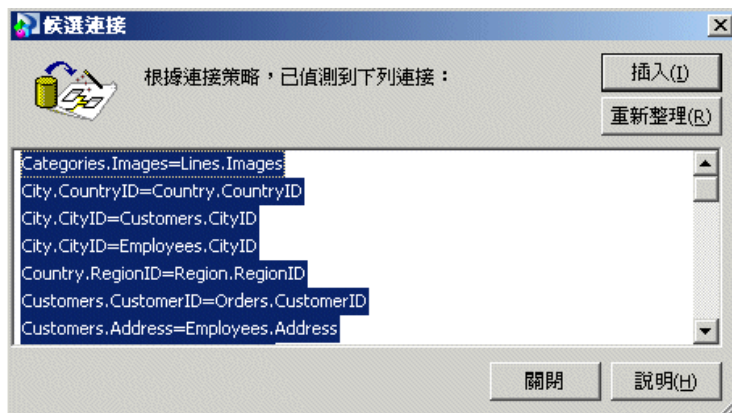 候選連接
根據連接策略，已偵測到下列連接：
插入(I)
重新整理(R)
Categories.Images=Lines.Images
City.CountryID=Country.CountryID
City.CityID=Customers.CityID
City.CityID=Employees.CityID
Country.RegionID=Region.RegionID
Customers.CustomerID=Orders.CustomerID
Customers.Address=Employees.Address
關閉
說明(H)